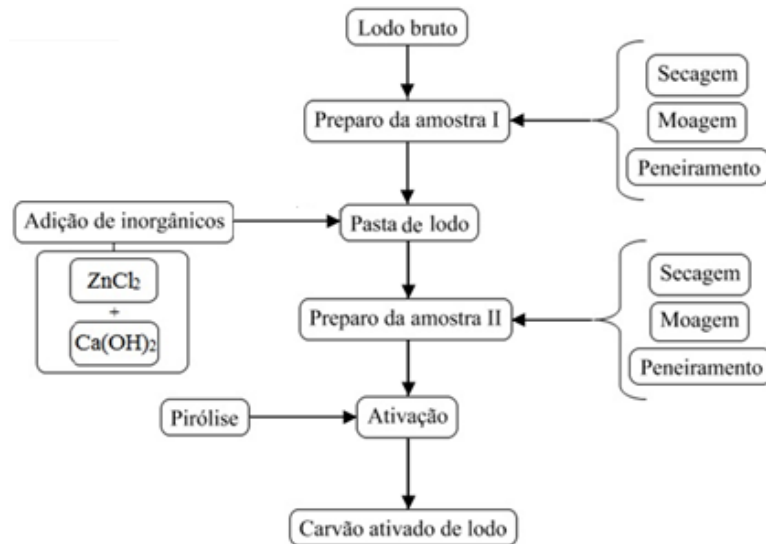 Lodo bruto
Preparo da amostra I
Secagem
Moagem
Peneiramento
Adição de inorgânicos
ZnCl2
+
Ca(OH)2
Pasta de lodo
Preparo da amostra II
Secagem
Moagem
Peneiramento
Pirólise
Ativação
Carvão ativado de lodo